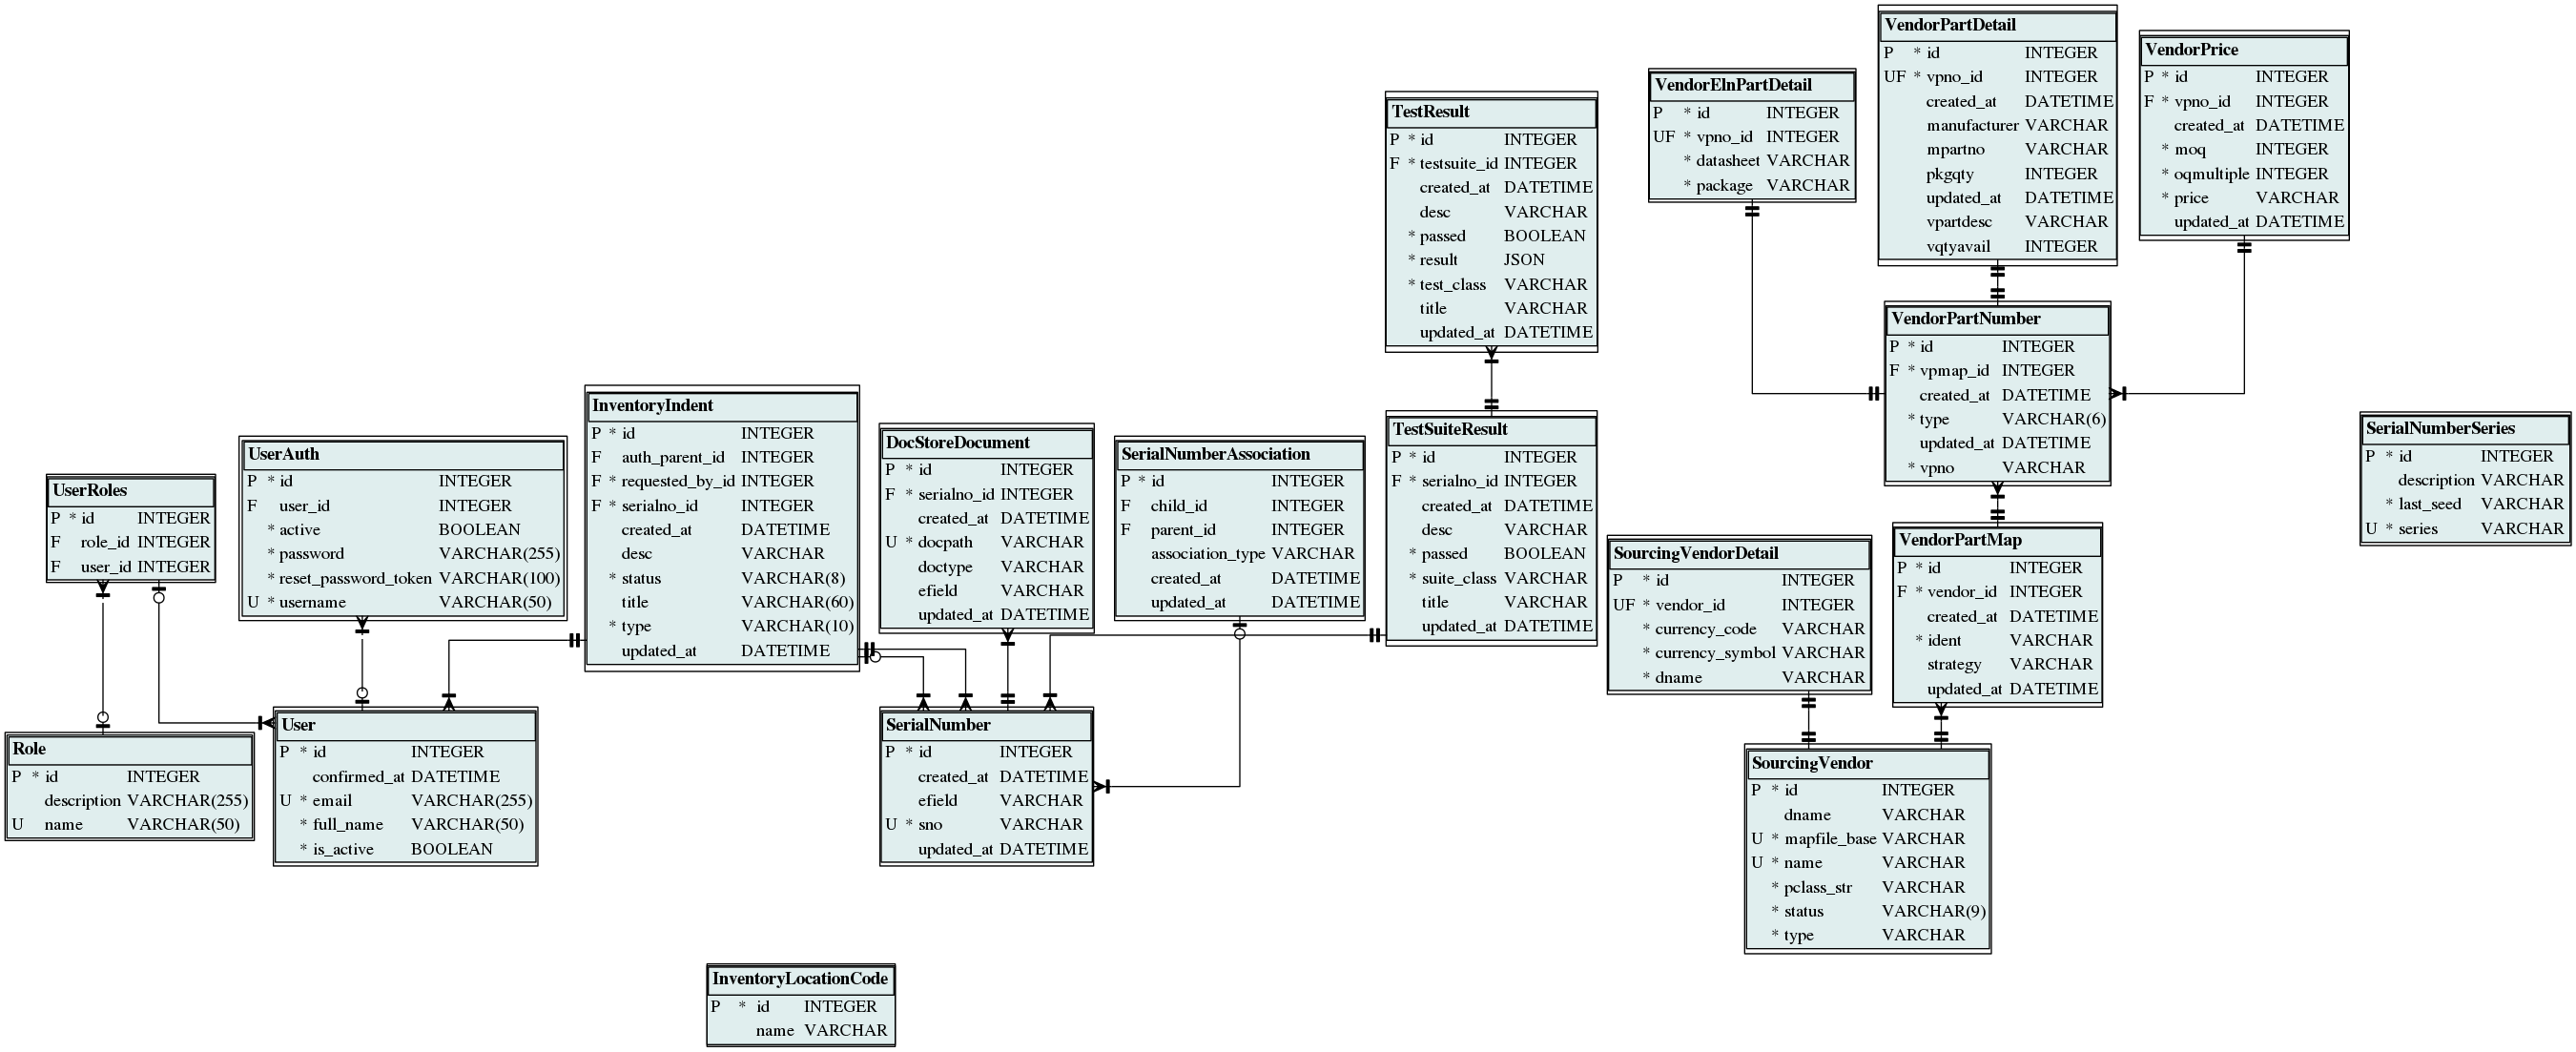 VendorPartDetail
P * id INTEGER
UF * vpno_id INTEGER
created_at DATETIME
manufacturer VARCHAR
mpartno VARCHAR
pkgqty INTEGER
updated_at DATETIME
vpartdesc VARCHAR
vqtyavail INTEGER
VendorPrice
P * id INTEGER
F * vpno_id INTEGER
created_at DATETIME
* moq INTEGER
* oqmultiple INTEGER
* price VARCHAR
updated_at DATETIME
VendorElnPartDetail
P * id INTEGER
UF * vpno_id INTEGER
* datasheet VARCHAR
* package VARCHAR
TestResult
P * id INTEGER
F * testsuite_id INTEGER
created_at DATETIME
desc VARCHAR
* passed BOOLEAN
* result JSON
* test_class VARCHAR
title VARCHAR
updated_at DATETIME
VendorPartNumber
P * id INTEGER
F * vpmap_id INTEGER
created_at DATETIME
* type VARCHAR(6)
updated_at DATETIME
* vpno VARCHAR
InventoryIndent
P * id INTEGER
F auth_parent_id INTEGER
F * requested_by_id INTEGER
F * serialno_id INTEGER
created_at DATETIME
desc VARCHAR
* status VARCHAR(8)
title VARCHAR(60)
* type VARCHAR(10)
updated_at DATETIME
DocStoreDocument
P * id INTEGER
F * serialno_id INTEGER
created_at DATETIME
U * docpath VARCHAR
doctype VARCHAR
efield VARCHAR
updated_at DATETIME
SerialNumberAssociation
P * id INTEGER
F child_id INTEGER
F parent_id INTEGER
association_type VARCHAR
created_at DATETIME
updated_at DATETIME
TestSuiteResult
P * id INTEGER
F * serialno_id INTEGER
created_at DATETIME
desc VARCHAR
* passed BOOLEAN
* suite_class VARCHAR
title VARCHAR
updated_at DATETIME
SerialNumberSeries
P * id INTEGER
description VARCHAR
* last_seed VARCHAR
U * series VARCHAR
UserAuth
P * id INTEGER
F user_id INTEGER
* active BOOLEAN
* password VARCHAR(255)
* reset_password_token VARCHAR(100)
U * username VARCHAR(50)
UserRoles
P * id INTEGER
F role_id INTEGER
F user_id INTEGER
SourcingVendorDetail
P * id INTEGER
UF * vendor_id INTEGER
* currency_code VARCHAR
* currency_symbol VARCHAR
* dname VARCHAR
VendorPartMap
P * id INTEGER
F * vendor_id INTEGER
created_at DATETIME
* ident VARCHAR
strategy VARCHAR
updated_at DATETIME
Role
P * id INTEGER
description VARCHAR(255)
U name VARCHAR(50)
User
P * id INTEGER
confirmed_at DATETIME
U * email VARCHAR(255)
* full_name VARCHAR(50)
* is_active BOOLEAN
SerialNumber
P * id INTEGER
created_at DATETIME
efield VARCHAR
U * sno VARCHAR
updated_at DATETIME
SourcingVendor
P * id INTEGER
dname VARCHAR
U * mapfile_base VARCHAR
U * name VARCHAR
* pclass_str VARCHAR
* status VARCHAR(9)
* type VARCHAR
InventoryLocationCode
P * id INTEGER
name VARCHAR